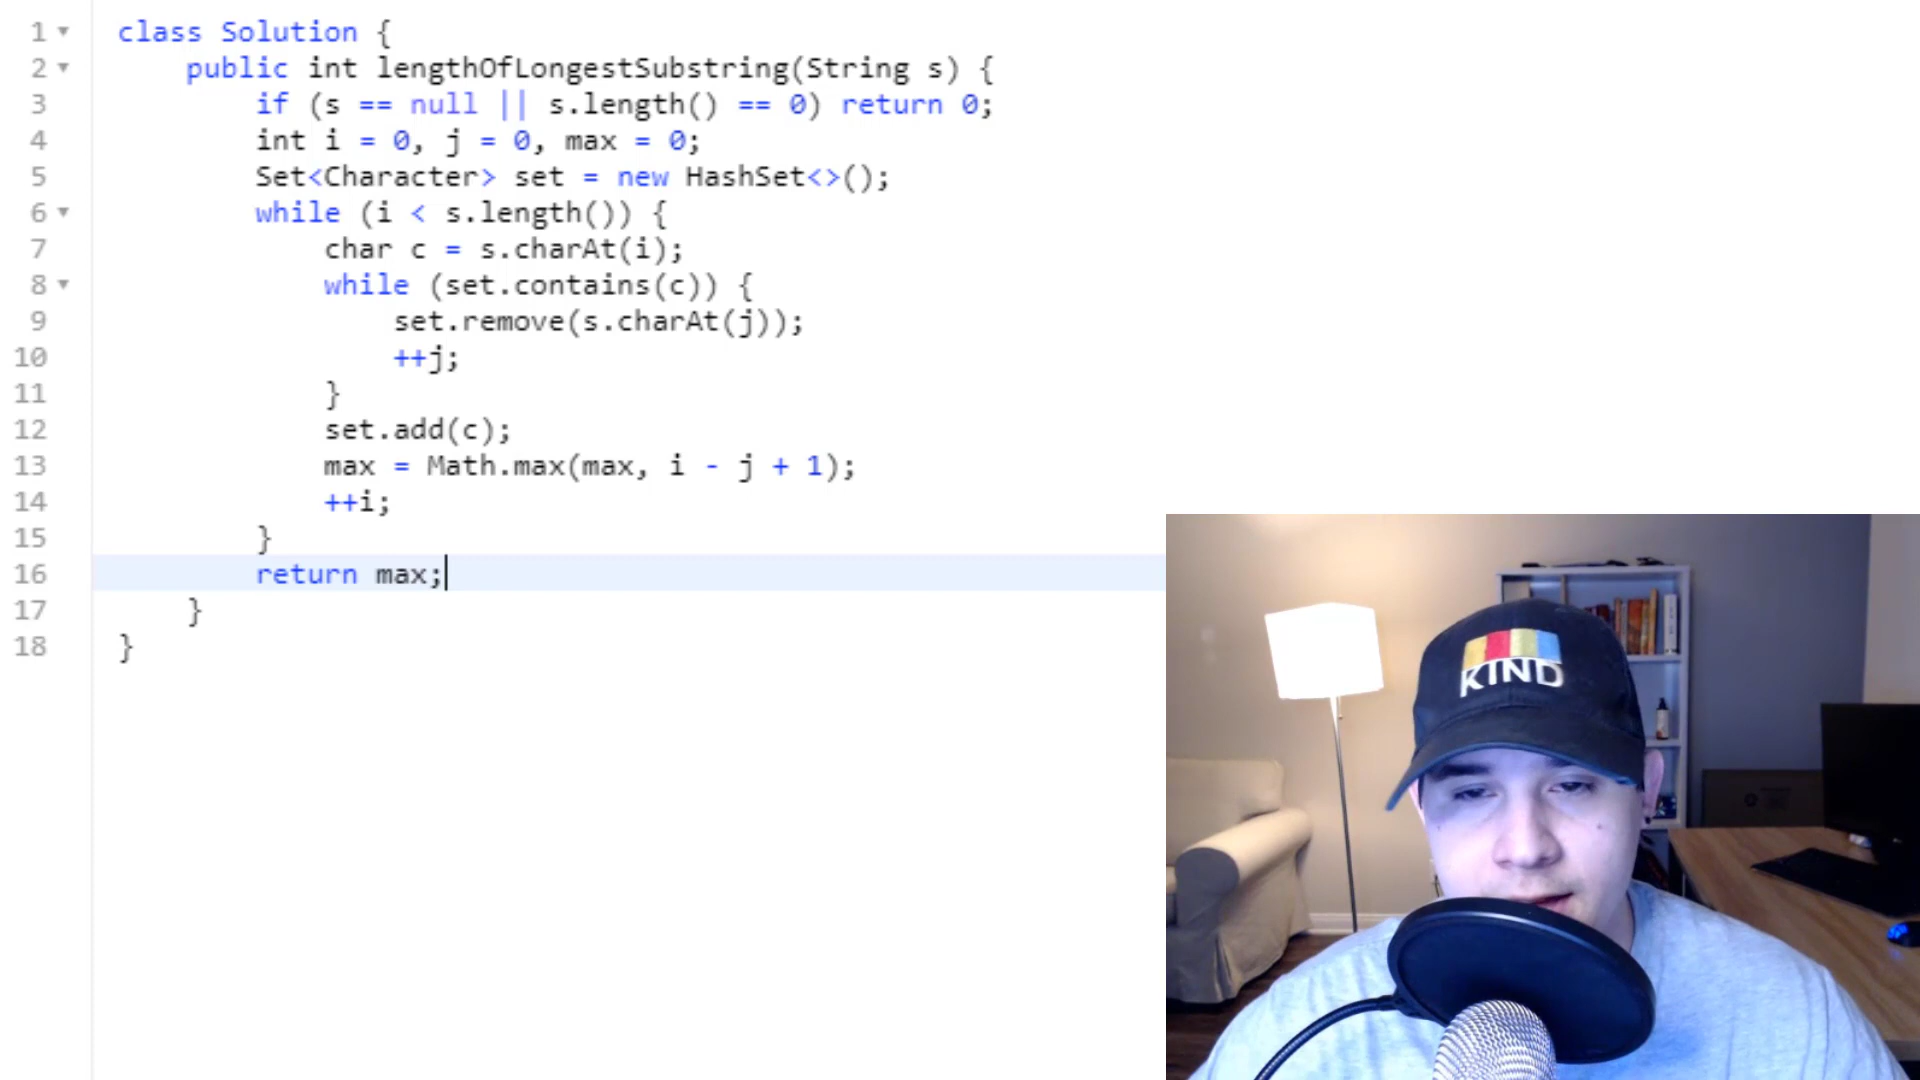 1 class Solution {
2 public int lengthOfLongestSubstring(String s) {
3 if (s == null || s.length() == 0) return 0;
4 int i = 0, j = 0, max = 0;
5 Set<Character> set = new HashSet<>();
6 while (i < s.length()) {
7 char c = s.charAt(i);
8 while (set.contains(c)) {
9 set.remove(s.charAt(j));
10 ++j;
11 }
12 set.add(c);
13 max = Math.max(max, i - j + 1);
14 ++i;
15 }
16 return max;
17 }
18 }
KIND